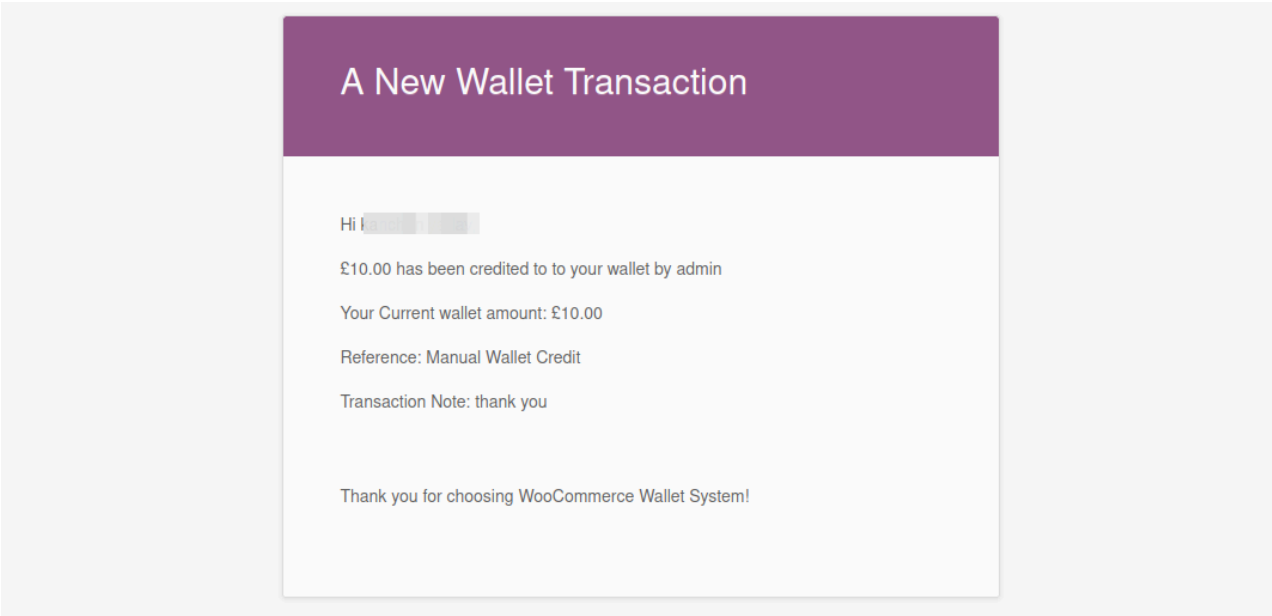 A New Wallet Transaction
Hi
£10.00 has been credited to to your wallet by admin
Your Current wallet amount: £10.00
Reference: Manual Wallet Credit
Transaction Note: thank you
Thank you for choosing WooCommerce Wallet System!